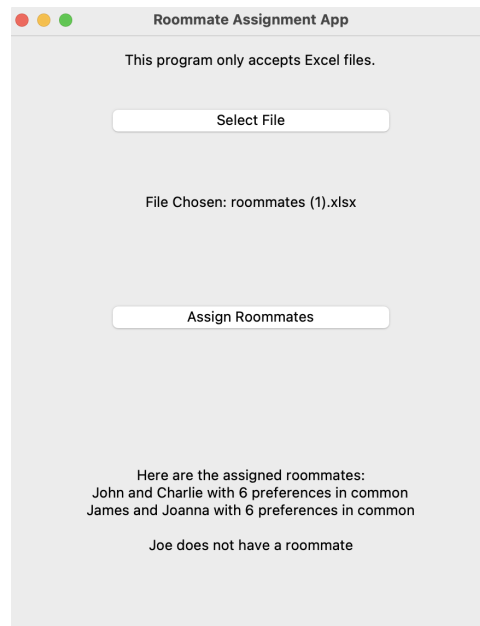 Roommate Assignment App
This program only accepts Excel files.
Select File
File Chosen: roommates (1).xlsx
Assign Roommates
Here are the assigned roommates:
John and Charlie with 6 preferences in common
James and Joanna with 6 preferences in common
Joe does not have a roommate